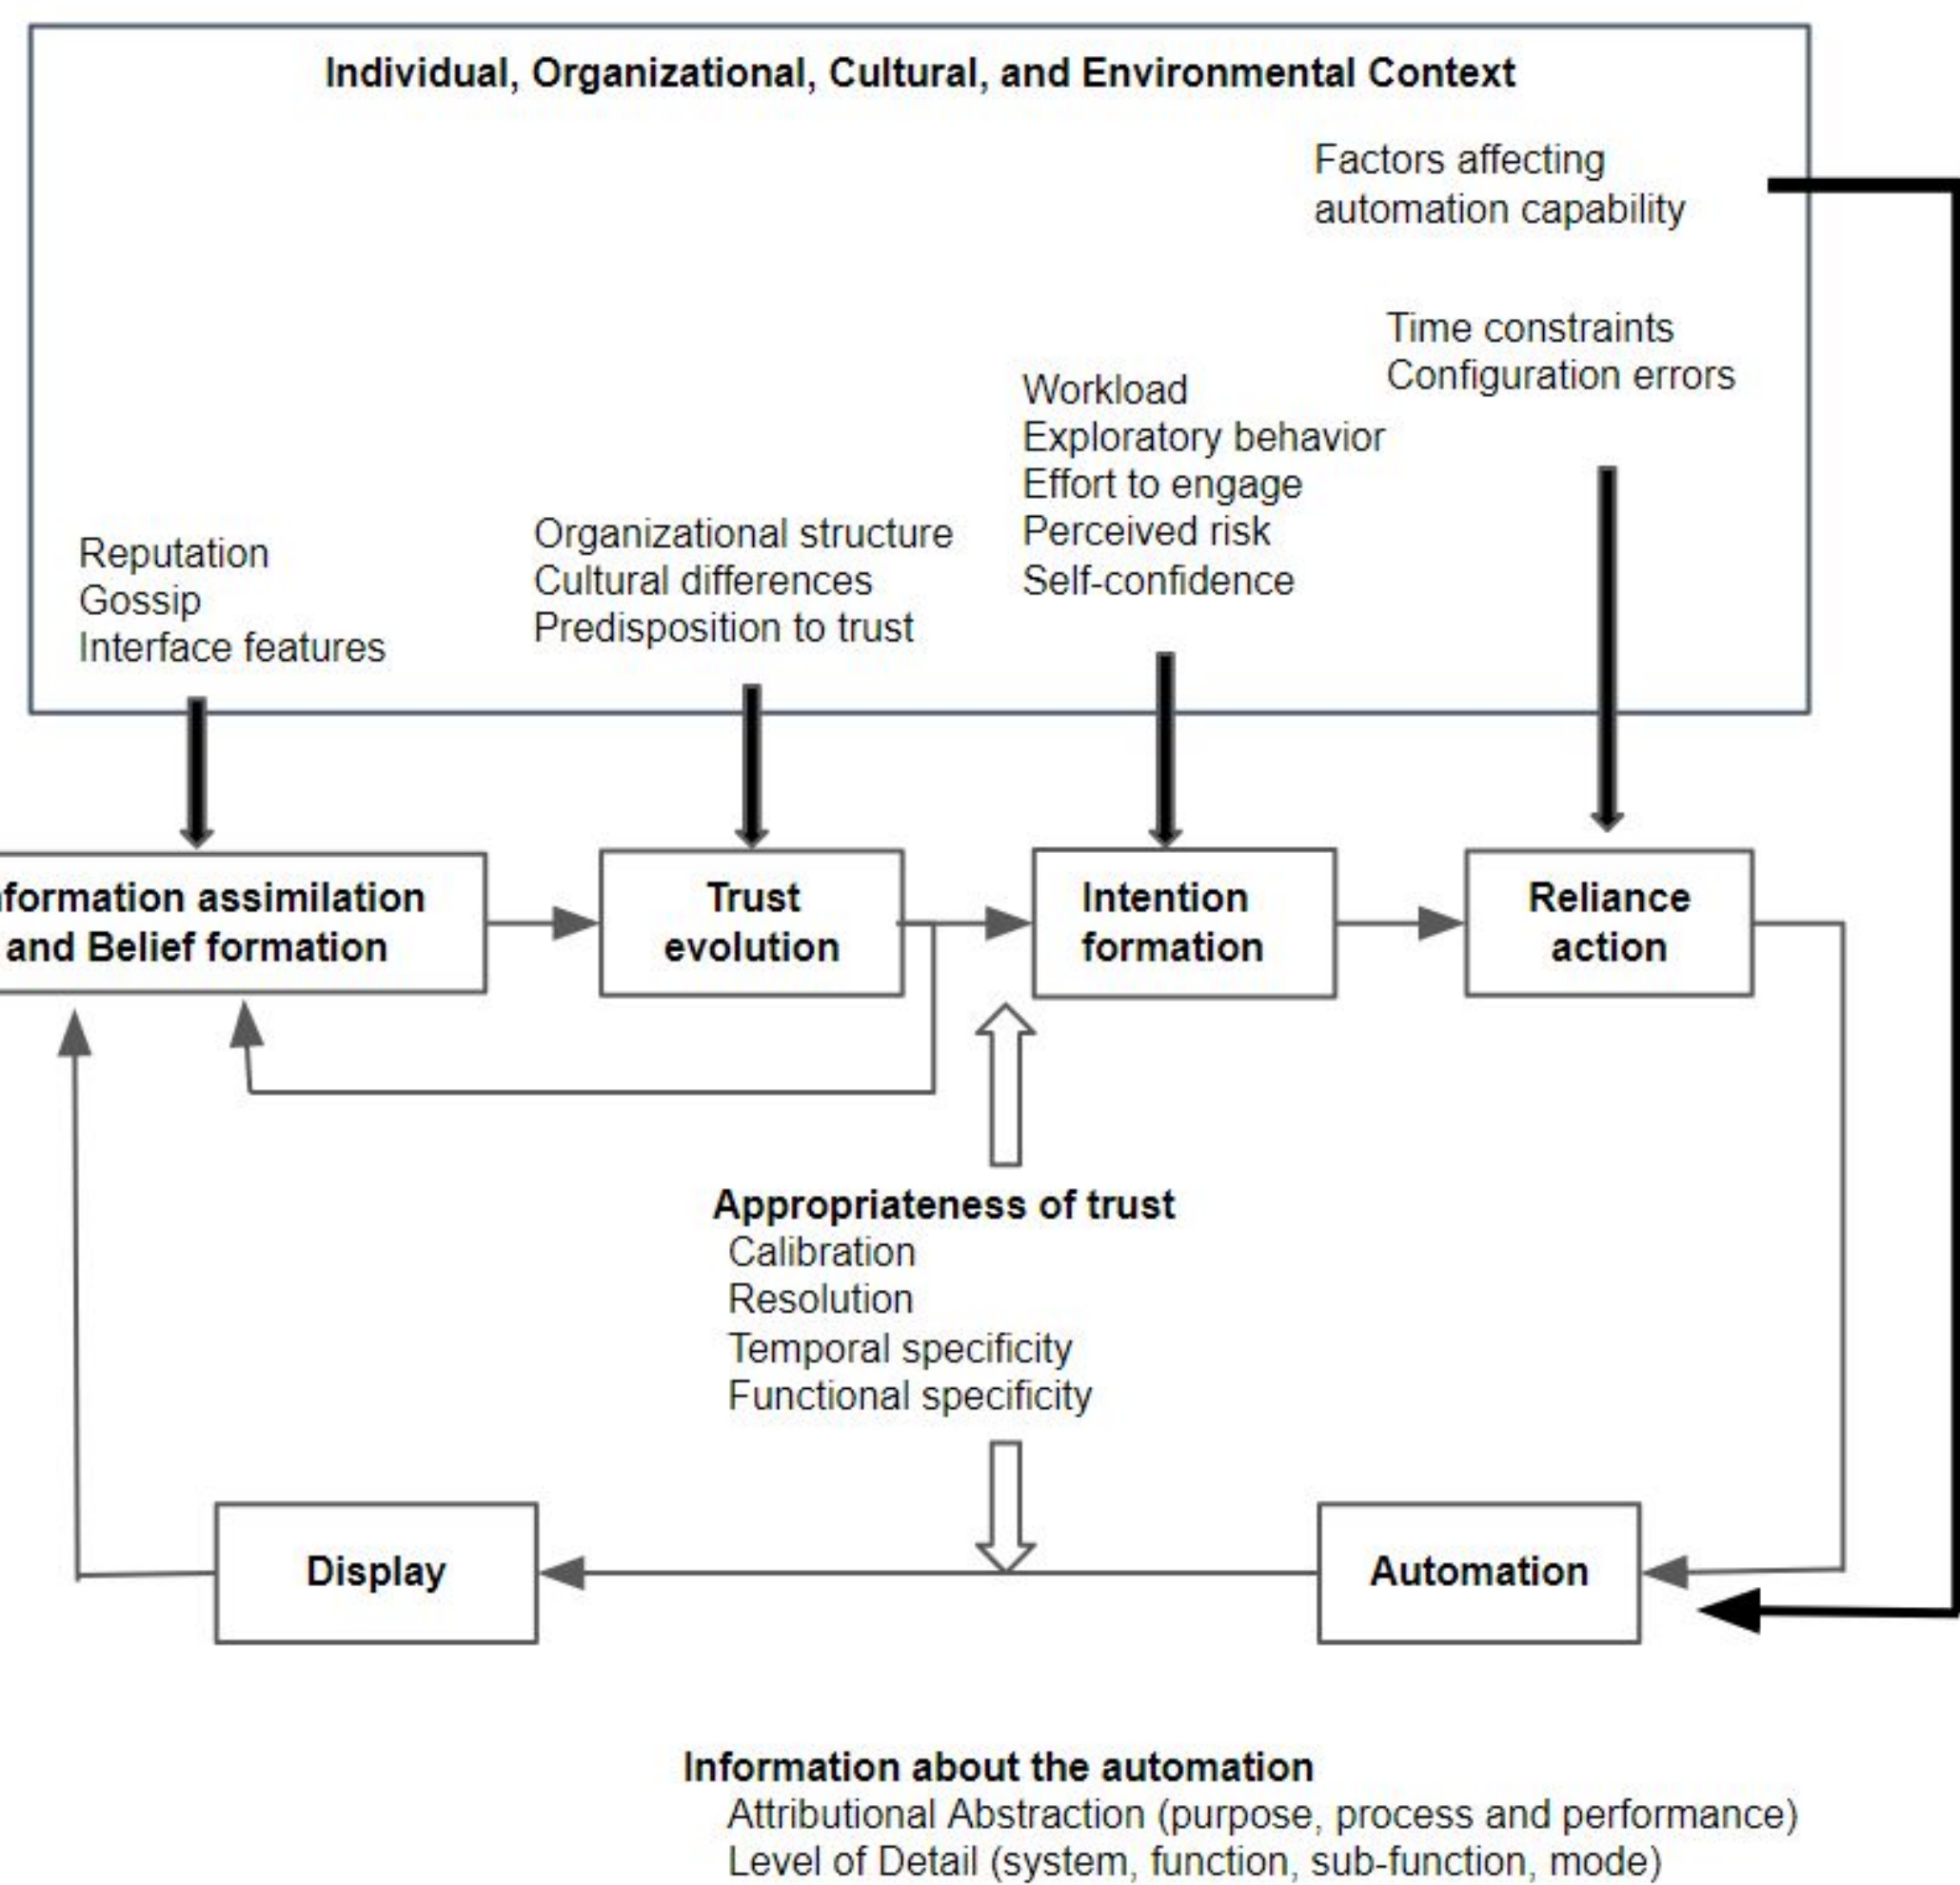 Individual, Organizational, Cultural, and Environmental Context
Factors affecting
automation capability
Time constraints
Configuration errors
Workload
Exploratory behavior
Effort to engage
Perceived risk
Self-confidence
Organizational structure
Cultural differences
Predisposition to trust
Reputation
Gossip
Interface features
nformation assimilation
and Belief formation
Trust
evolution
Intention
formation
Reliance
action
Appropriateness of trust
Calibration
Resolution
Temporal specificity
Functional specificity
Display
Automation
Information about the automation
Attributional Abstraction (purpose, process and performance)
Level of Detail (system, function, sub-function, mode)